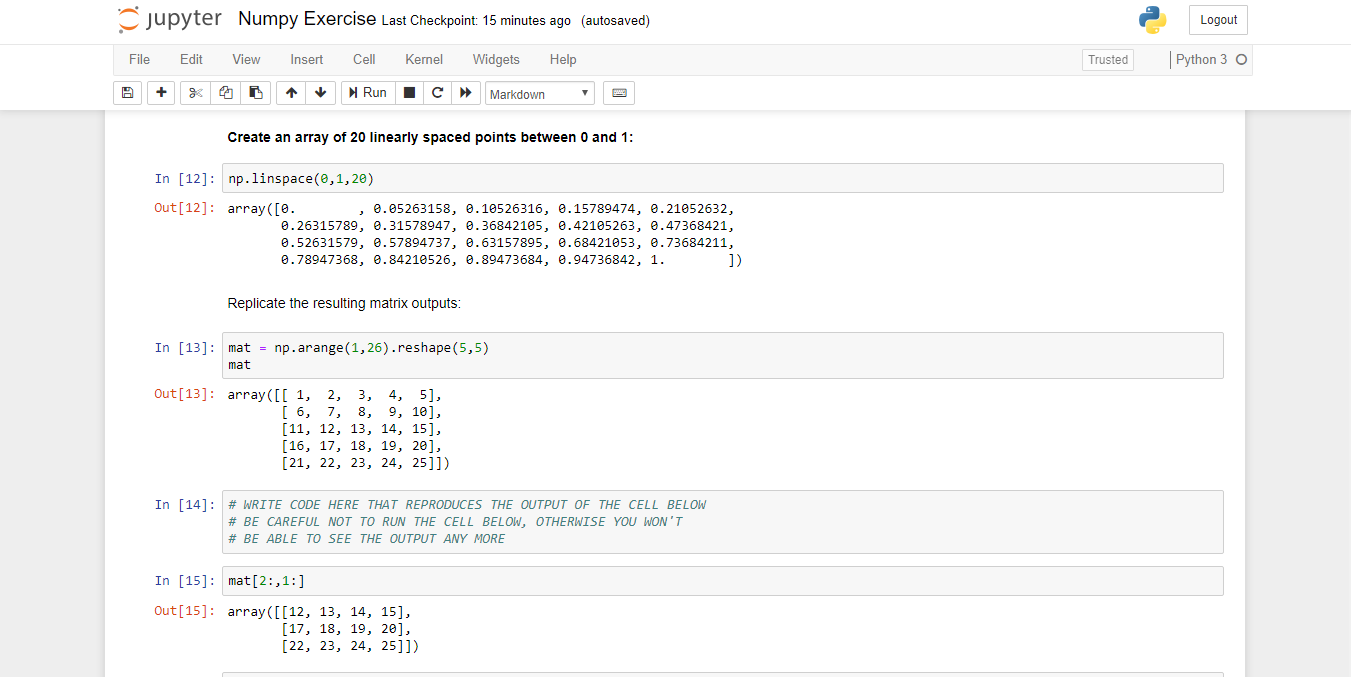 jupyter Numpy Exercise Last Checkpoint: 15 minutes ago (autosaved) Logout
File Edit View Insert Cell Kernel Widgets Help Trusted Python 3
Run Markdown
Create an array of 20 linearly spaced points between 0 and 1:
In [12]: np.linspace(0,1,20)
Out[12]: array([0.        , 0.05263158, 0.10526316, 0.15789474, 0.21052632,
       0.26315789, 0.31578947, 0.36842105, 0.42105263, 0.47368421,
       0.52631579, 0.57894737, 0.63157895, 0.68421053, 0.73684211,
       0.78947368, 0.84210526, 0.89473684, 0.94736842, 1.        ])
Replicate the resulting matrix outputs:
In [13]: mat = np.arange(1,26).reshape(5,5)
mat
Out[13]: array([[ 1,  2,  3,  4,  5],
       [ 6,  7,  8,  9, 10],
       [11, 12, 13, 14, 15],
       [16, 17, 18, 19, 20],
       [21, 22, 23, 24, 25]])
In [14]: # WRITE CODE HERE THAT REPRODUCES THE OUTPUT OF THE CELL BELOW
# BE CAREFUL NOT TO RUN THE CELL BELOW, OTHERWISE YOU WON'T
# BE ABLE TO SEE THE OUTPUT ANY MORE
In [15]: mat[2:,1:]
Out[15]: array([[12, 13, 14, 15],
       [17, 18, 19, 20],
       [22, 23, 24, 25]])